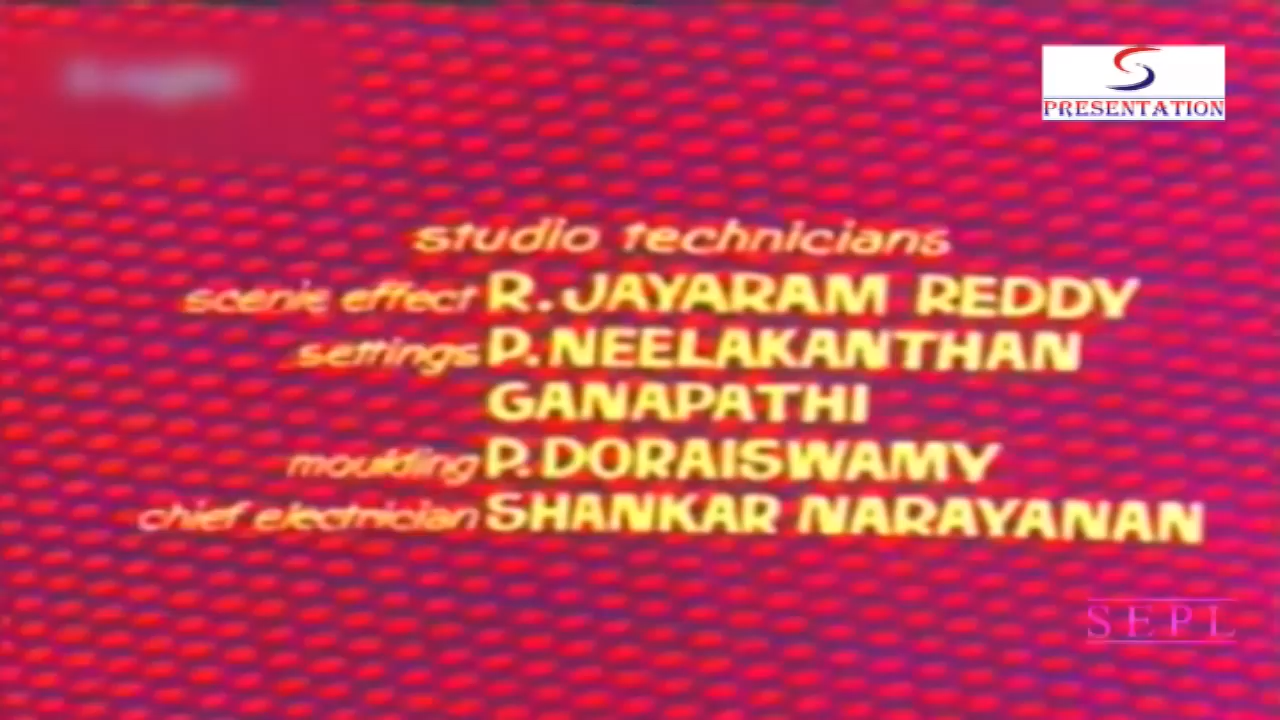 PRESENTATION
studio technicians
scenic effect R. JAYARAM REDDY
settings P. NEELAKANTHAN
GANAPATHI
moulding P. DORAISWAMY
chief electrician SHANKAR NARAYANAN
SEPL